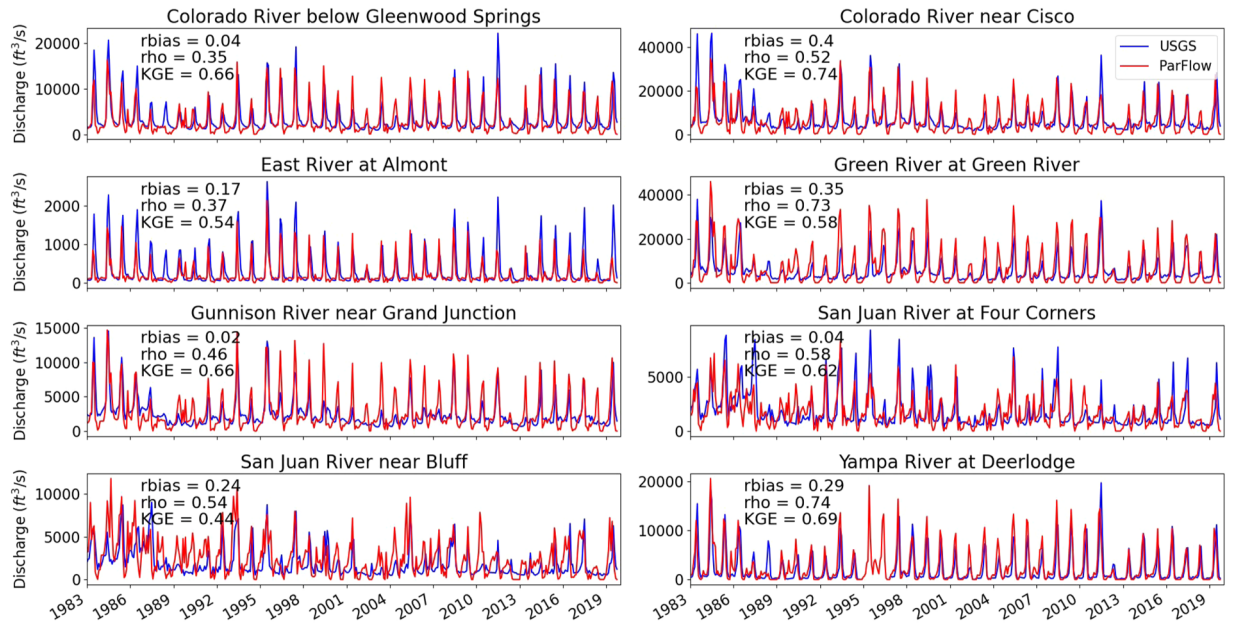 Colorado River below Gleenwood Springs
Discharge (ft³/s)
20000
10000
0
rbias = 0.04
rho = 0.35
KGE = 0.66
Colorado River near Cisco
40000
20000
0
rbias = 0.4
rho = 0.52
KGE = 0.74
USGS
ParFlow
East River at Almont
Discharge (ft³/s)
2000
1000
0
rbias = 0.17
rho = 0.37
KGE = 0.54
Green River at Green River
40000
20000
0
rbias = 0.35
rho = 0.73
KGE = 0.58
Gunnison River near Grand Junction
Discharge (ft³/s)
15000
10000
5000
0
rbias = 0.02
rho = 0.46
KGE = 0.66
San Juan River at Four Corners
5000
0
rbias = 0.04
rho = 0.58
KGE = 0.62
San Juan River near Bluff
Discharge (ft³/s)
10000
5000
0
rbias = 0.24
rho = 0.54
KGE = 0.44
1983 1986 1989 1992 1995 1998 2001 2004 2007 2010 2013 2016 2019
Yampa River at Deerlodge
20000
10000
0
rbias = 0.29
rho = 0.74
KGE = 0.69
1983 1986 1989 1992 1995 1998 2001 2004 2007 2010 2013 2016 2019